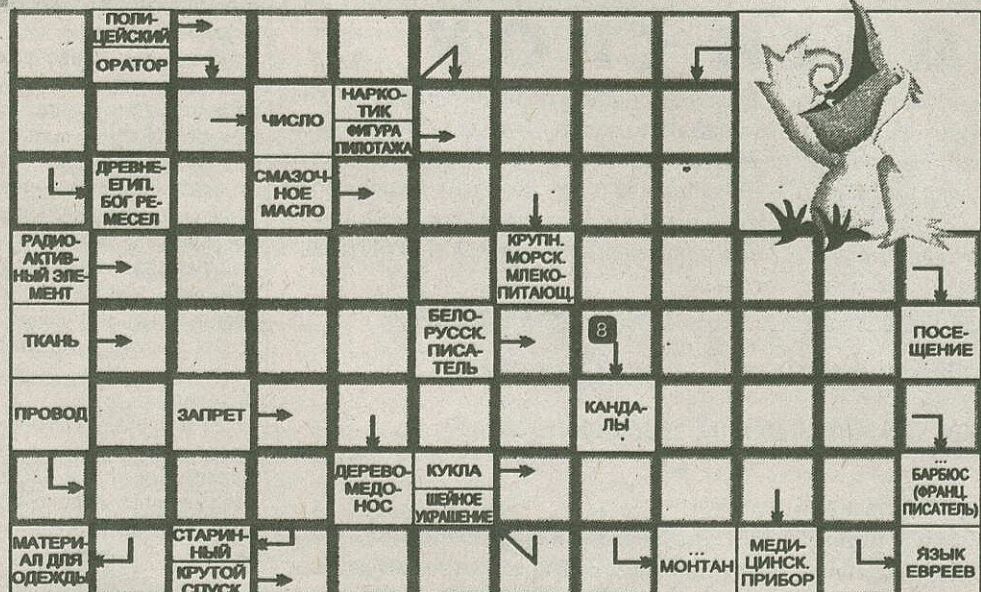 ПОЛИ-
ЦЕЙСКИЙ
ОРАТОР
ЧИСЛО
НАРКО-
ТИК
ФИГУРА
ПИЛОТАЖА
ДРЕВНЕ-
ЕГИП.
БОГ РЕ-
МЕСЕЛ
СМАЗОЧ-
НОЕ
МАСЛО
РАДИО-
АКТИВ-
НЫЙ ЭЛЕ-
МЕНТ
КРУПН.
МОРСК.
МЛЕКО-
ПИТАЮЩ.
ТКАНЬ
БЕЛО-
РУССК.
ПИСА-
ТЕЛЬ
8
ПОСЕ-
ЩЕНИЕ
ПРОВОД
ЗАПРЕТ
КАНДА-
ЛЫ
ДЕРЕВО-
МЕДО-
НОС
КУКЛА
ШЕЙНОЕ
УКРАШЕНИЕ
...
БАРБЮС
(ФРАНЦ.
ПИСАТЕЛЬ)
МАТЕРИ-
АЛ ДЛЯ
ОДЕЖДЫ
СТАРИН-
НЫЙ
КРУТОЙ
СПУСК
...
МОНТАН
МЕДИ-
ЦИНСК.
ПРИБОР
ЯЗЫК
ЕВРЕЕВ